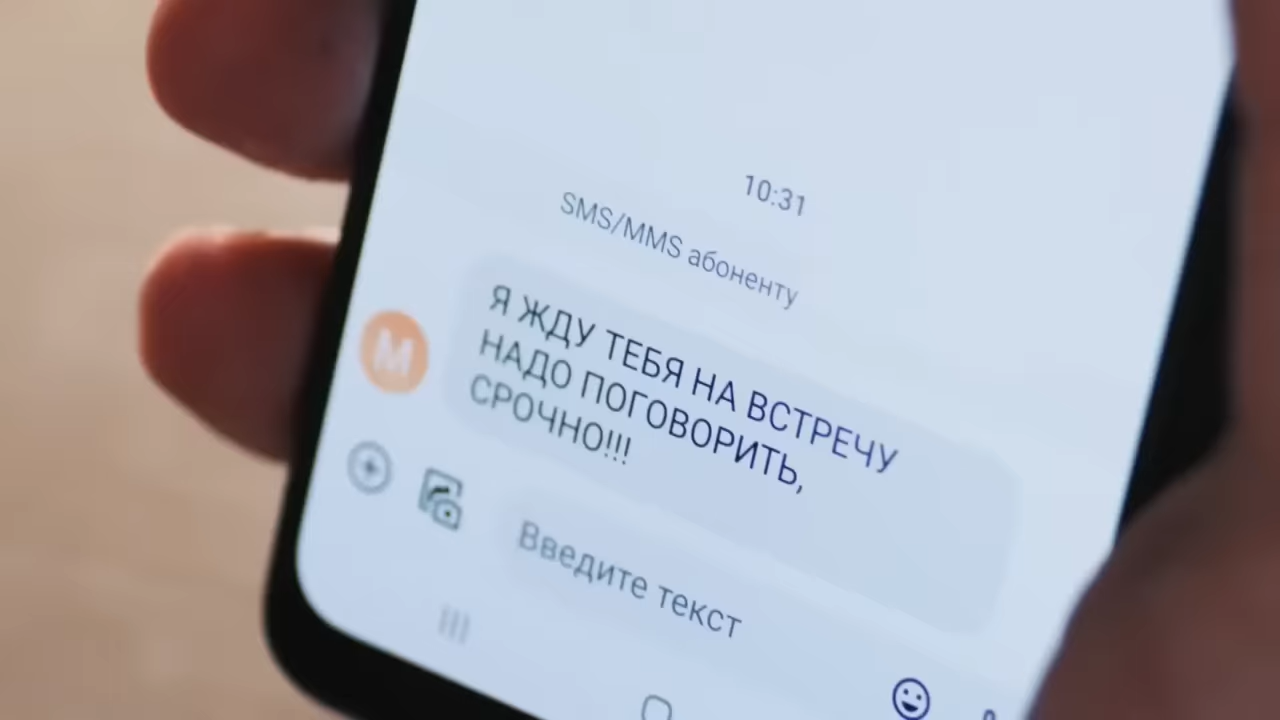 10:31
SMS/MMS абоненту
М
Я ЖДУ ТЕБЯ НА ВСТРЕЧУ
НАДО ПОГОВОРИТЬ,
СРОЧНО!!!
Введите текст